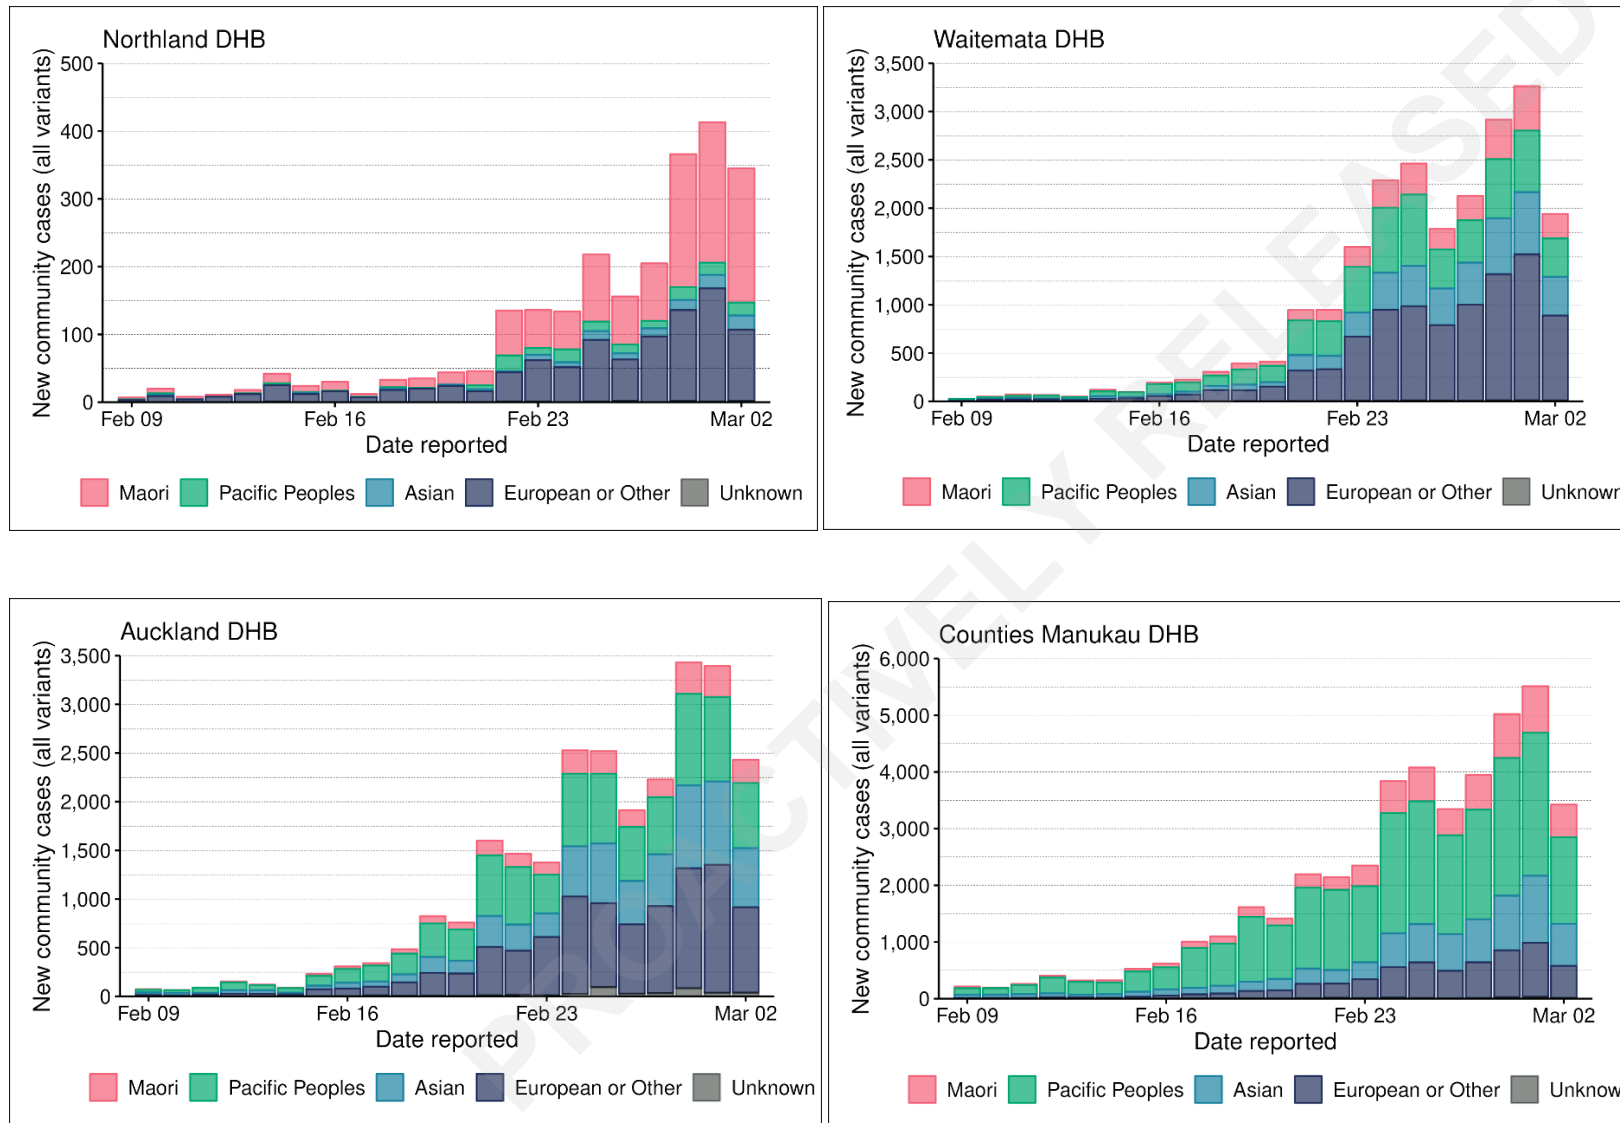 Northland DHB
New community cases (all variants)
500
400
300
200
100
0
Feb 09
Feb 16
Feb 23
Mar 02
Date reported
Maori Pacific Peoples Asian European or Other Unknown
Waitemata DHB
New community cases (all variants)
3,500
3,000
2,500
2,000
1,500
1,000
500
0
Feb 09
Feb 16
Feb 23
Mar 02
Date reported
Maori Pacific Peoples Asian European or Other Unknown
Auckland DHB
New community cases (all variants)
3,500
3,000
2,500
2,000
1,500
1,000
500
0
Feb 09
Feb 16
Feb 23
Mar 02
Date reported
Maori Pacific Peoples Asian European or Other Unknown
Counties Manukau DHB
New community cases (all variants)
6,000
5,000
4,000
3,000
2,000
1,000
0
Feb 09
Feb 16
Feb 23
Mar 02
Date reported
Maori Pacific Peoples Asian European or Other Unknow
PROACTIVELY RELEASED